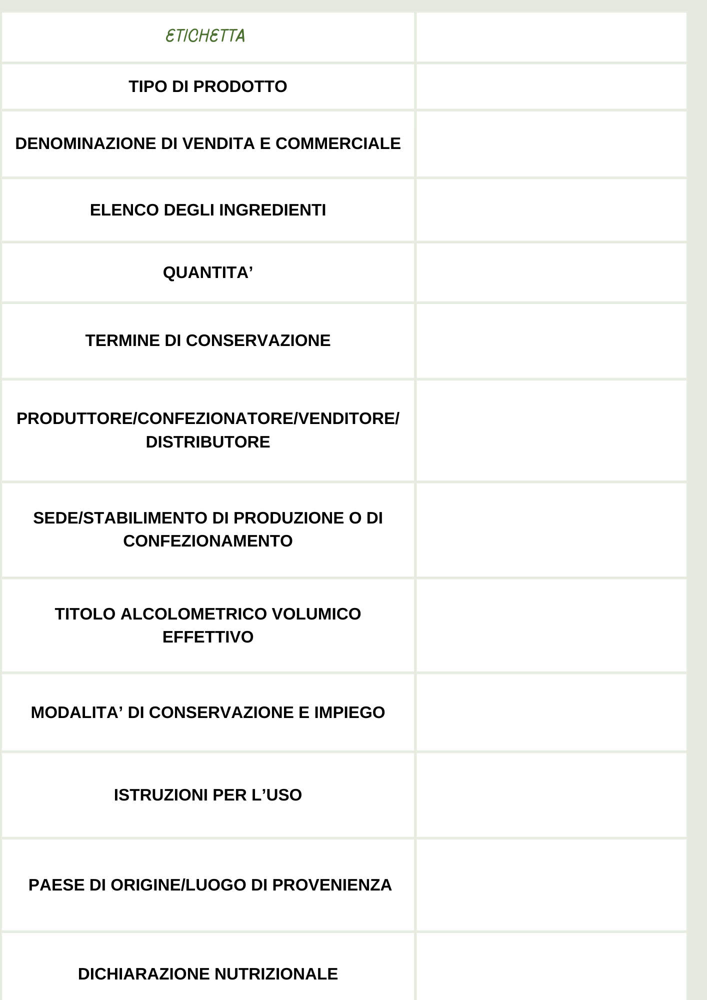 ETICHETTA
TIPO DI PRODOTTO
DENOMINAZIONE DI VENDITA E COMMERCIALE
ELENCO DEGLI INGREDIENTI
QUANTITA’
TERMINE DI CONSERVAZIONE
PRODUTTORE/CONFEZIONATORE/VENDITORE/
DISTRIBUTORE
SEDE/STABILIMENTO DI PRODUZIONE O DI
CONFEZIONAMENTO
TITOLO ALCOLOMETRICO VOLUMICO
EFFETTIVO
MODALITA’ DI CONSERVAZIONE E IMPIEGO
ISTRUZIONI PER L’USO
PAESE DI ORIGINE/LUOGO DI PROVENIENZA
DICHIARAZIONE NUTRIZIONALE